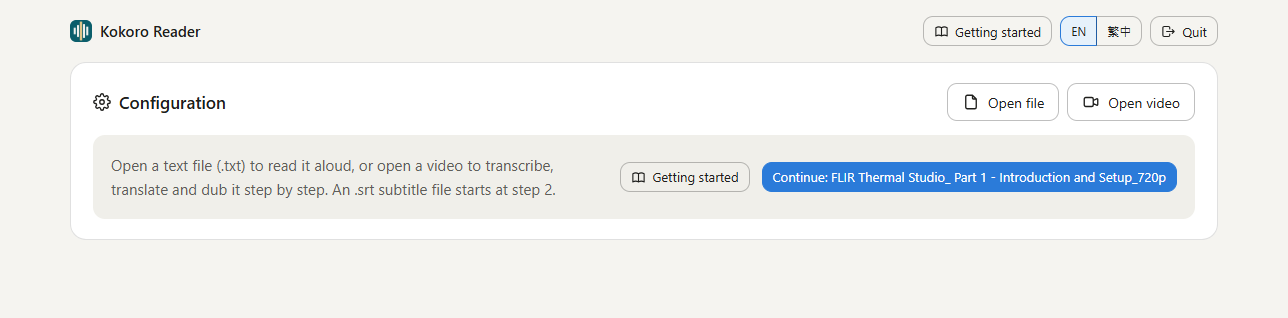 Kokoro Reader
Getting started
EN
繁中
Quit
Configuration
Open file
Open video
Open a text file (.txt) to read it aloud, or open a video to transcribe,
translate and dub it step by step. An .srt subtitle file starts at step 2.
Getting started
Continue: FLIR Thermal Studio_ Part 1 - Introduction and Setup_720p